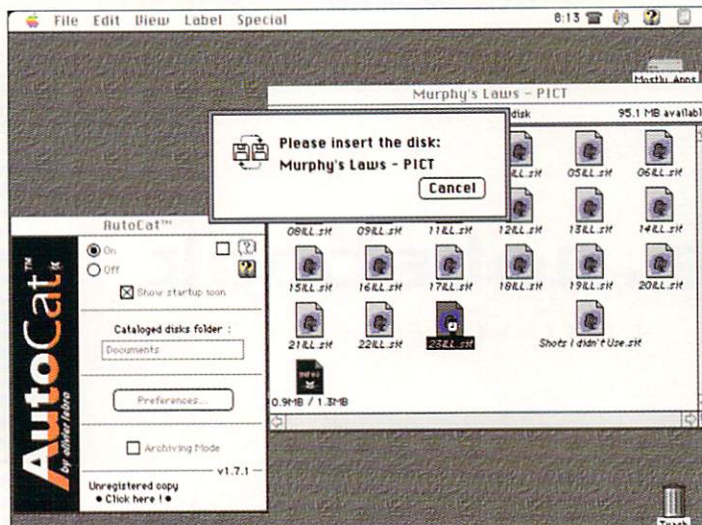 File Edit View Label Special
8:13
Mostly Apps
Murphy's Laws - PICT
disk
95.1 MB availabl
Please insert the disk:
Murphy's Laws - PICT
Cancel
05ILL.sit
06ILL.sit
08ILL.sit
09ILL.sit
11ILL.sit
12ILL.sit
13ILL.sit
14ILL.sit
15ILL.sit
16ILL.sit
17ILL.sit
18ILL.sit
19ILL.sit
20ILL.sit
21ILL.sit
22ILL.sit
23ILL.sit
Shots I didn't Use.sit
0.9MB / 1.3MB
AutoCat™
AutoCat™
by olivier lebra
On
Off
Show startup icon
Cataloged disks folder :
Documents
Preferences...
Archiving Mode
v1.7.1
Unregistered copy
• Click here ! •
Trash